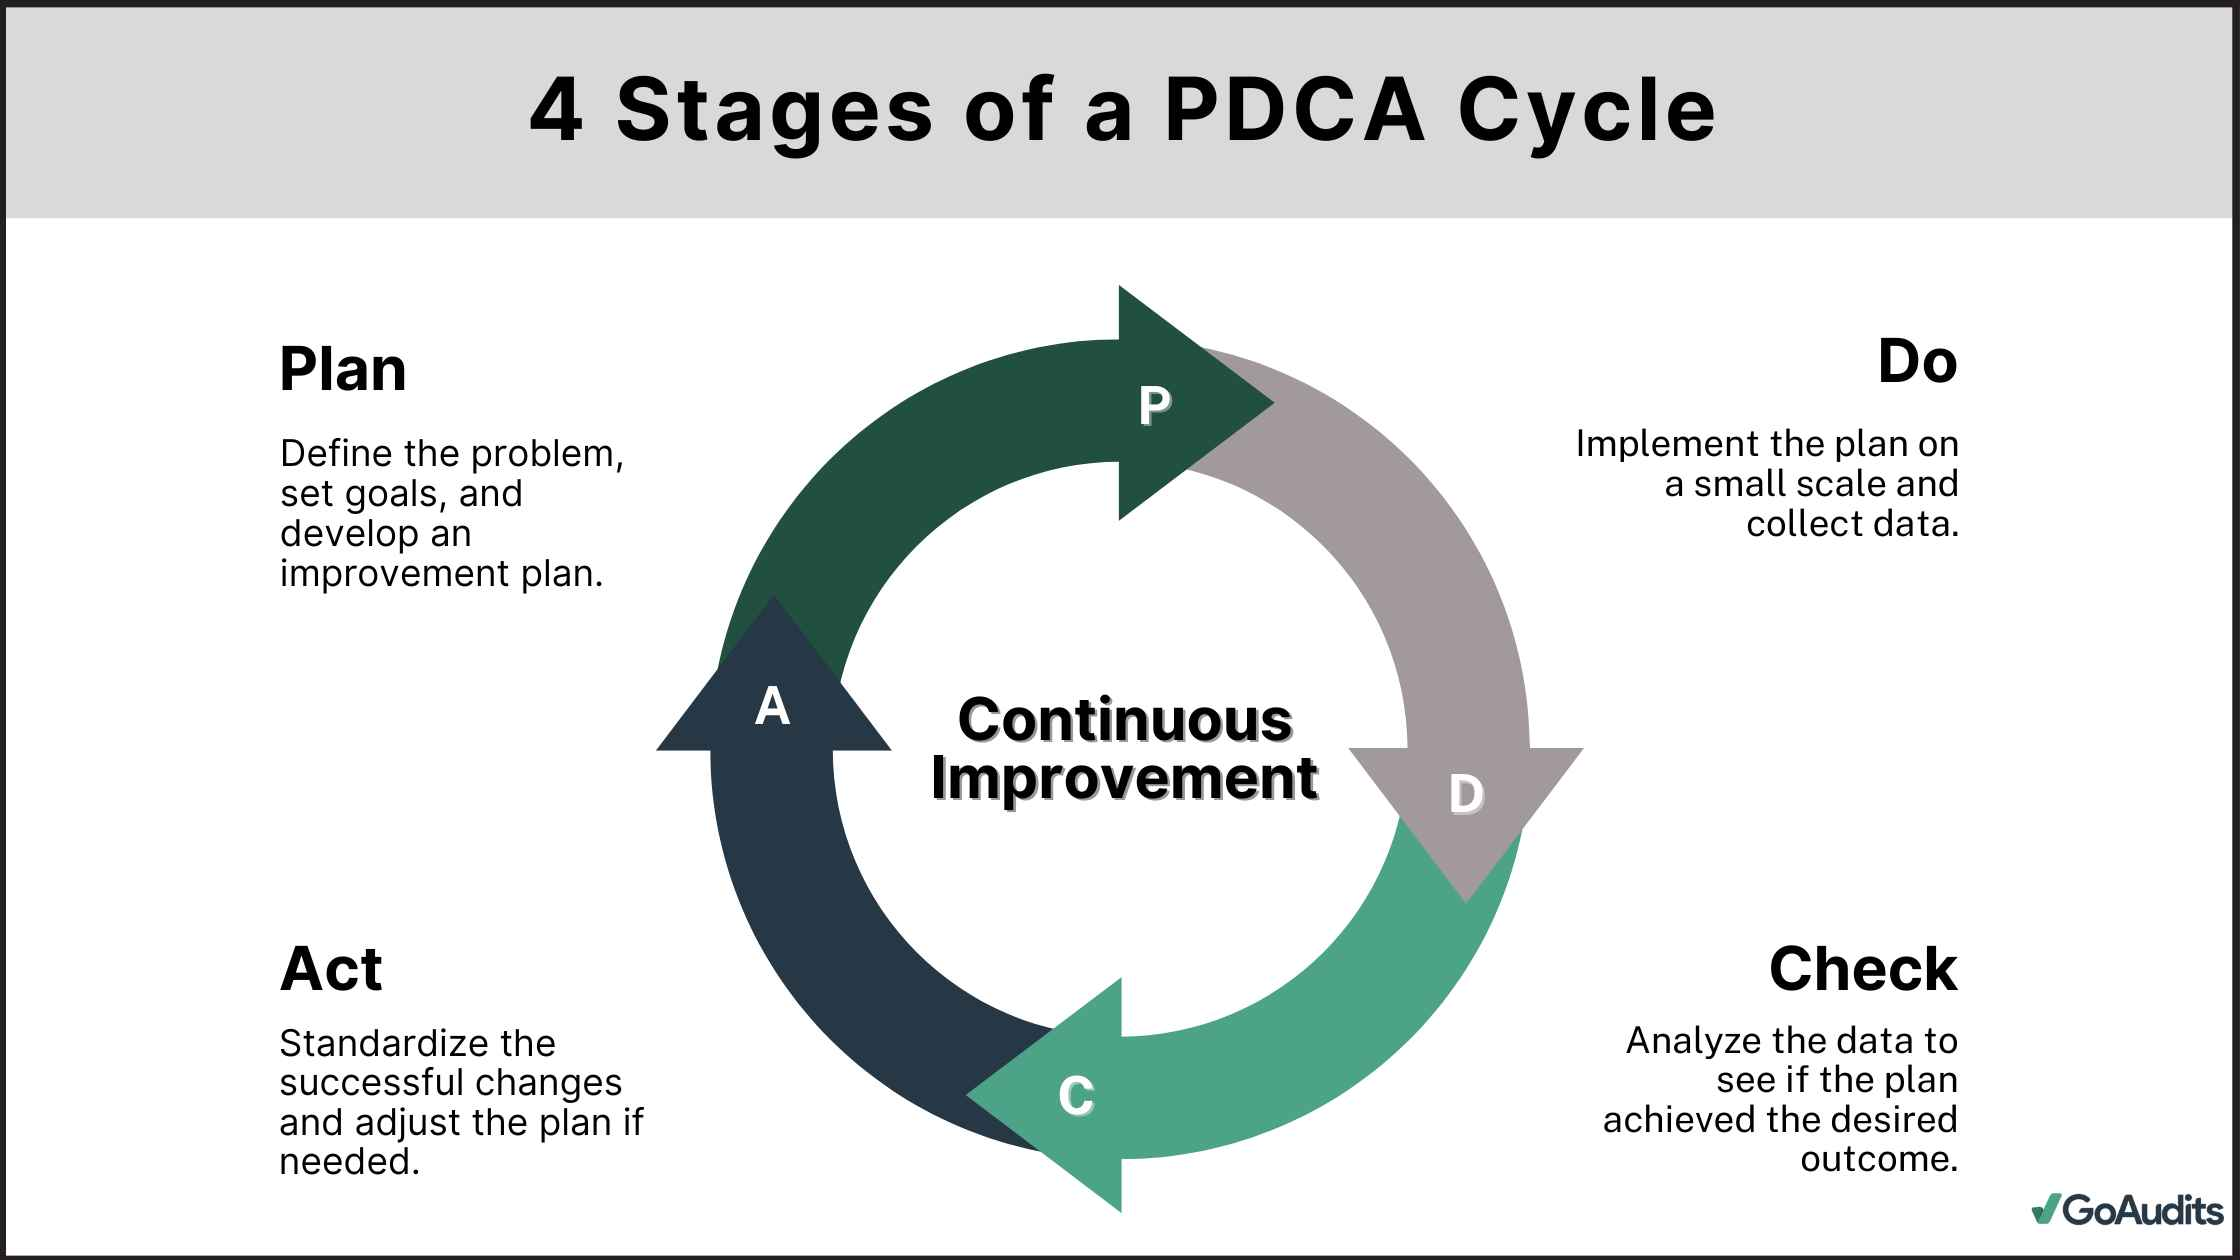 4 Stages of a PDCA Cycle
Plan
Define the problem,
set goals, and
develop an
improvement plan.
Do
Implement the plan on
a small scale and
collect data.
P
A
Continuous
Improvement
D
C
Act
Standardize the
successful changes
and adjust the plan if
needed.
Check
Analyze the data to
see if the plan
achieved the desired
outcome.
GoAudits